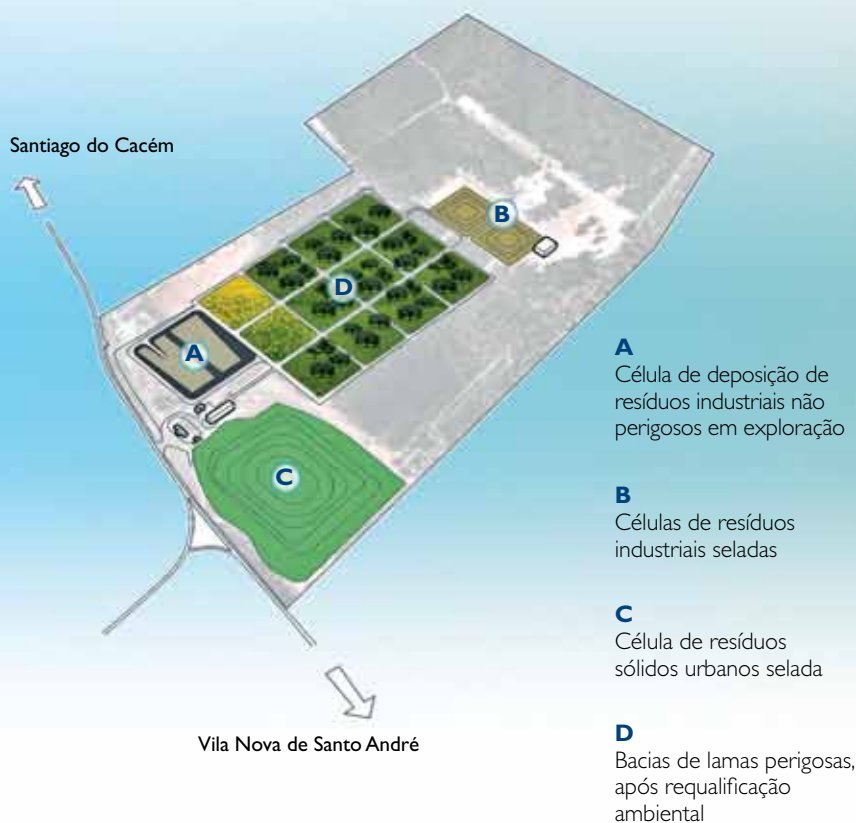 Santiago do Cacém
B
D
A
C
Vila Nova de Santo André
A
Célula de deposição de
resíduos industriais não
perigosos em exploração
B
Células de resíduos
industriais seladas
C
Célula de resíduos
sólidos urbanos selada
D
Bacias de lamas perigosas,
após requalificação
ambiental